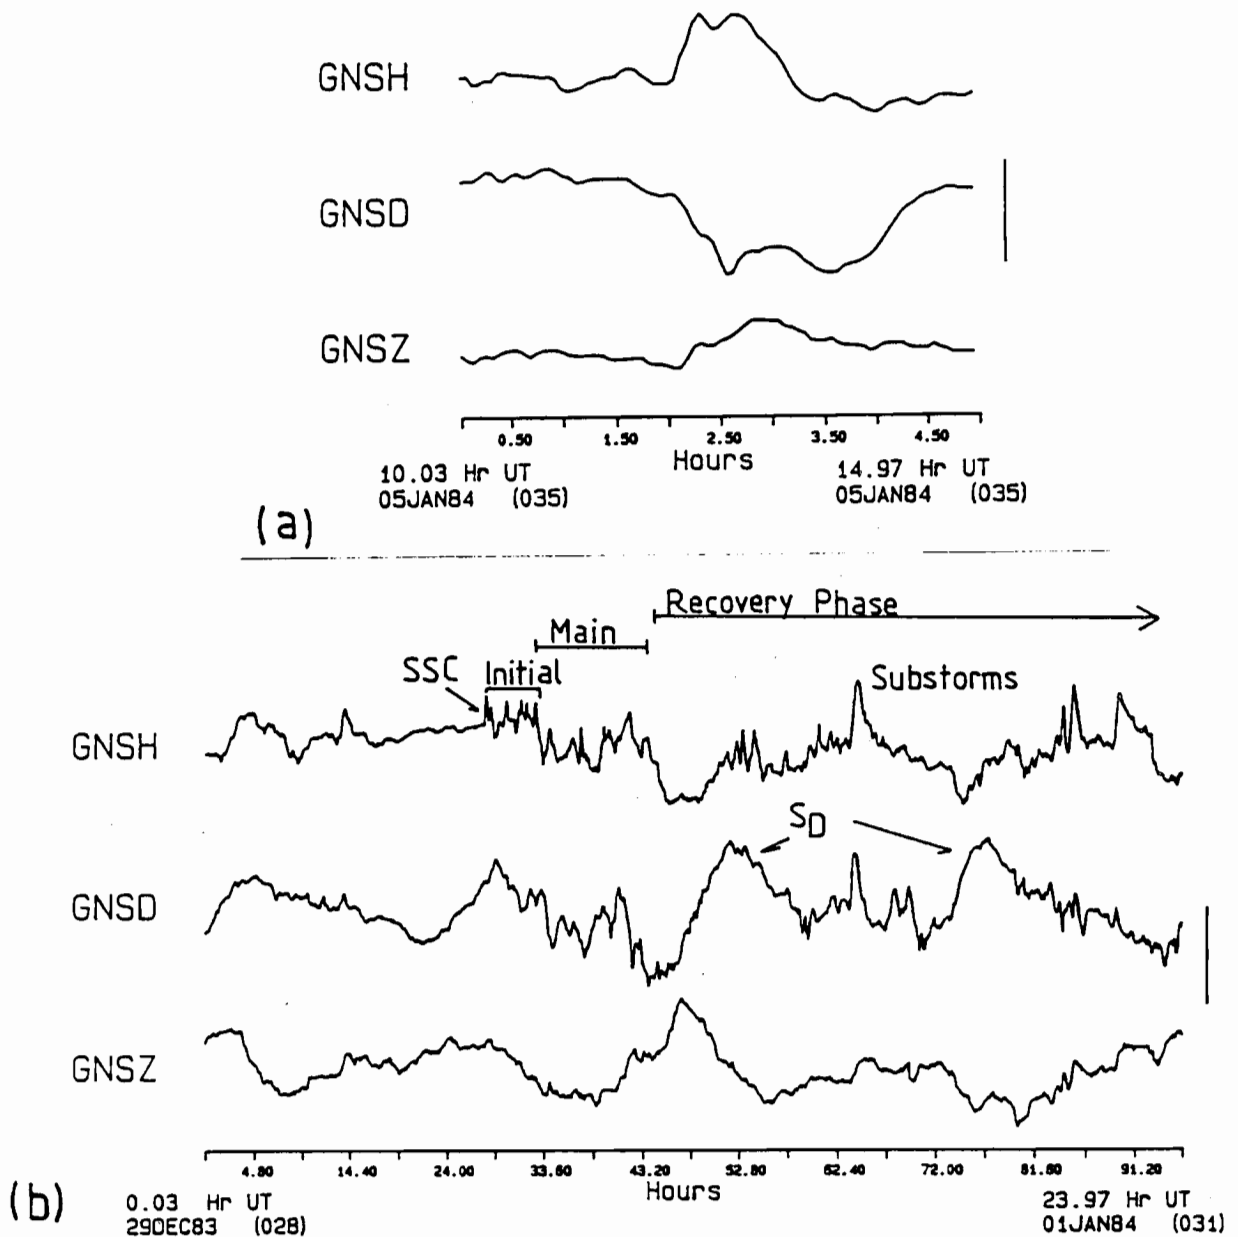 GNSH
GNSD
GNSZ
0.50 1.50 2.50 3.50 4.50
Hours
10.03 Hr UT
05JAN84 (035)
14.97 Hr UT
05JAN84 (035)
(a)
Recovery Phase
Main
SSC Initial
Substorms
GNSH
SD
GNSD
GNSZ
4.80 14.40 24.00 33.60 43.20 52.80 62.40 72.00 81.60 91.20
Hours
(b)
0.03 Hr UT
29DEC83 (028)
23.97 Hr UT
01JAN84 (031)